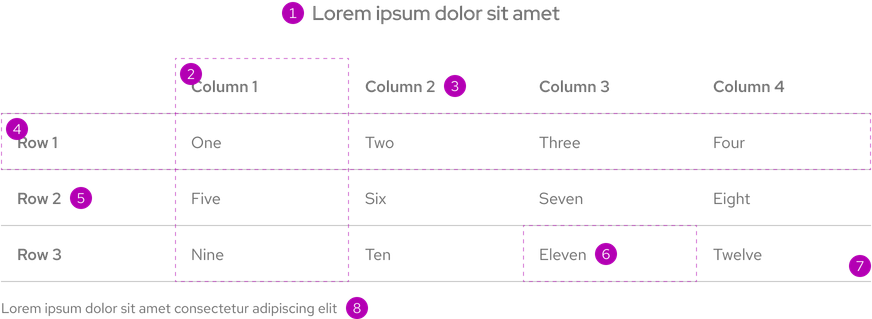 1 Lorem ipsum dolor sit amet
2 Column 1 Column 2 3 Column 3 Column 4
4 Row 1 One Two Three Four
Row 2 5 Five Six Seven Eight
Row 3 Nine Ten Eleven 6 Twelve 7
Lorem ipsum dolor sit amet consectetur adipiscing elit 8